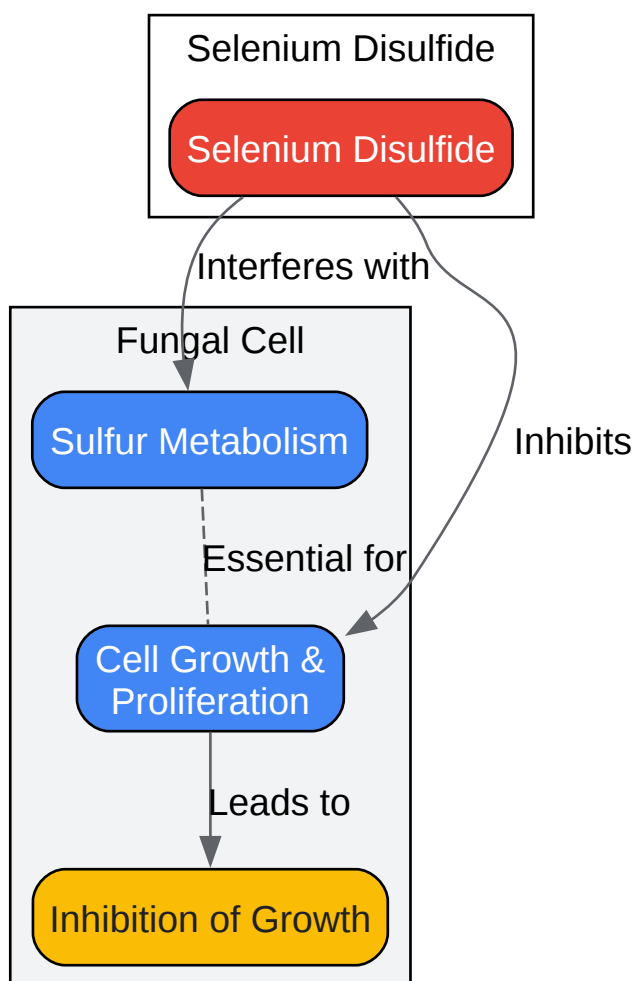 Selenium Disulfide
Selenium Disulfide
Interferes with
Fungal Cell
Sulfur Metabolism
Inhibits
Essential for
Cell Growth &
Proliferation
Leads to
Inhibition of Growth